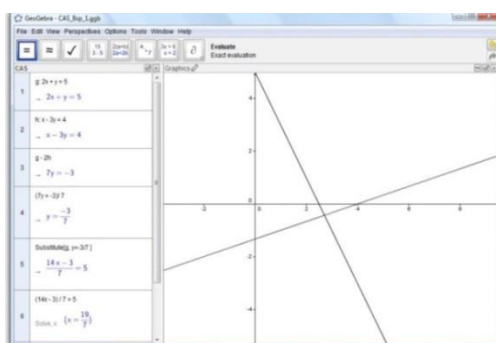 GeoGebra - CAS_Bsp_1.ggb
File Edit View Perspectives Options Tools Window Help
Evaluate
Exact evaluation
CAS
Graphics
1
g: 2x + y = 5
→ 2x + y = 5
2
h: x - 3y = 4
→ x − 3y = 4
3
g - 2h
→ 7y = −3
4
(7y = -3)/7
→ y = −3/7
5
Substitute[g, y=-3/7 ]
→ 14x − 3/7 = 5
6
(14x - 3) / 7 = 5
Solve, x: {x = 19/7}
4
2
-2
0
2
4
6
8
-2
-4